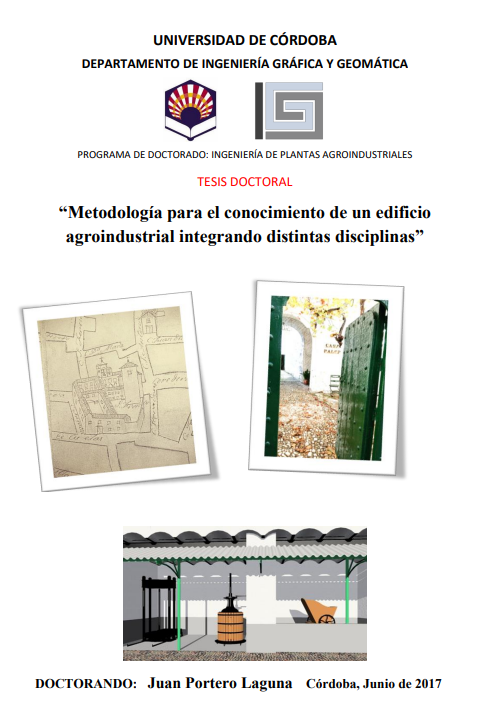 UNIVERSIDAD DE CÓRDOBA
DEPARTAMENTO DE INGENIERÍA GRÁFICA Y GEOMÁTICA
PROGRAMA DE DOCTORADO: INGENIERÍA DE PLANTAS AGROINDUSTRIALES
TESIS DOCTORAL
“Metodología para el conocimiento de un edificio
agroindustrial integrando distintas disciplinas”
DOCTORANDO: Juan Portero Laguna Córdoba, Junio de 2017